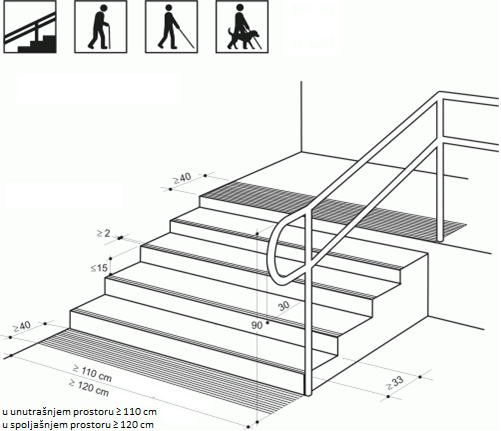 ≥40
≥2
≤15
30
90
≥40
≥33
≥ 110 cm
≥ 120 cm
u unutrašnjem prostoru ≥ 110 cm
u spoljašnjem prostoru ≥ 120 cm